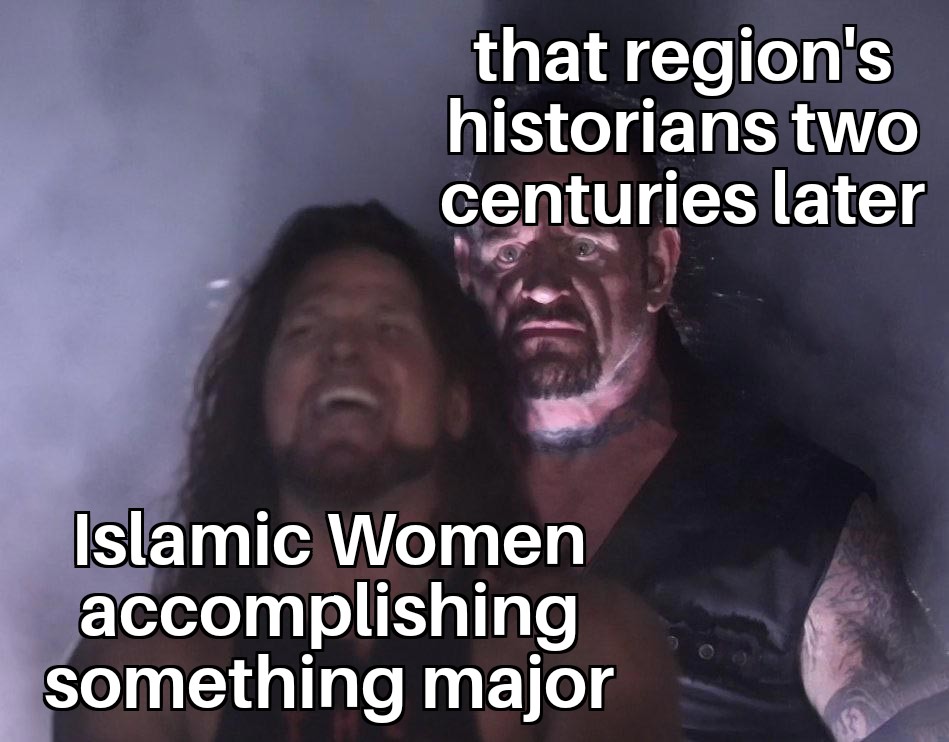 that region's
historians two
centuries later
Islamic Women
accomplishing
something major